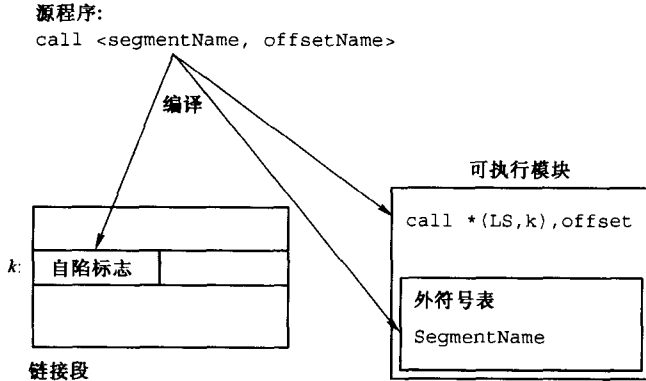 源程序:
call <segmentName, offsetName>
编译
可执行模块
call *(LS,k),offset
k:
自陷标志
外符号表
SegmentName
链接段